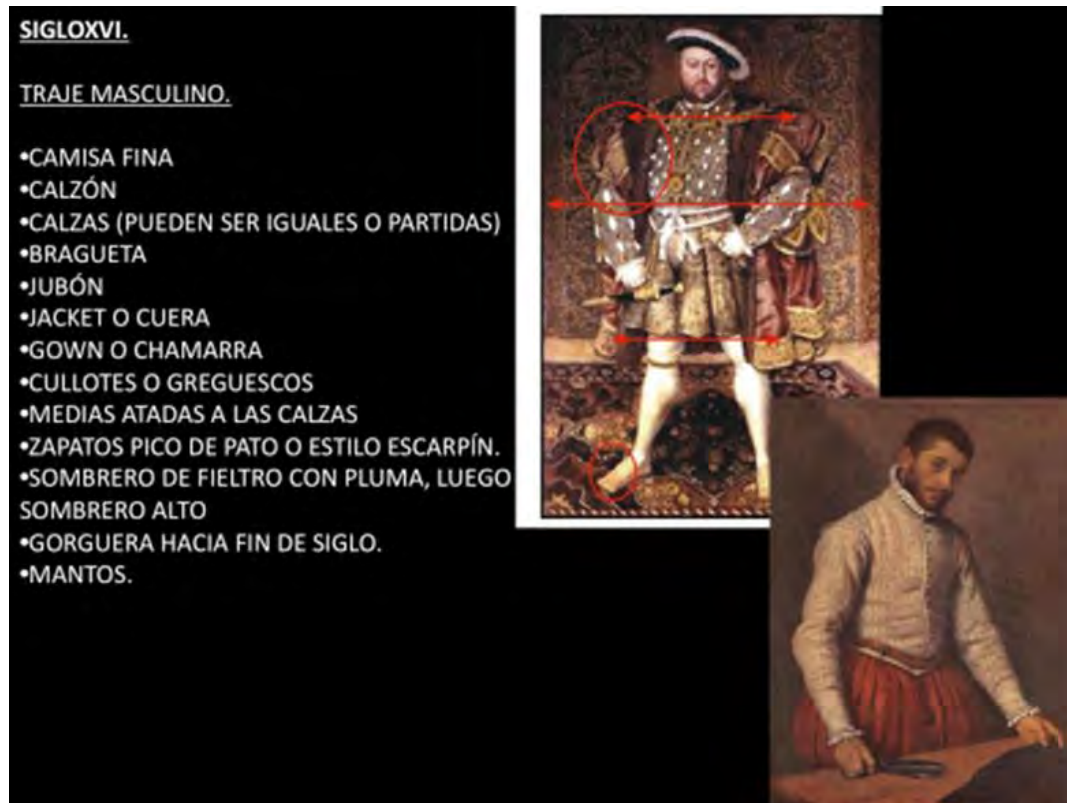 SIGLOXVI.
TRAJE MASCULINO.
•CAMISA FINA
•CALZÓN
•CALZAS (PUEDEN SER IGUALES O PARTIDAS)
•BRAGUETA
•JUBÓN
•JACKET O CUERA
•GOWN O CHAMARRA
•CULLOTES O GREGUESCOS
•MEDIAS ATADAS A LAS CALZAS
•ZAPATOS PICO DE PATO O ESTILO ESCARPÍN.
•SOMBRERO DE FIELTRO CON PLUMA, LUEGO
SOMBRERO ALTO
•GORGUERA HACIA FIN DE SIGLO.
•MANTOS.